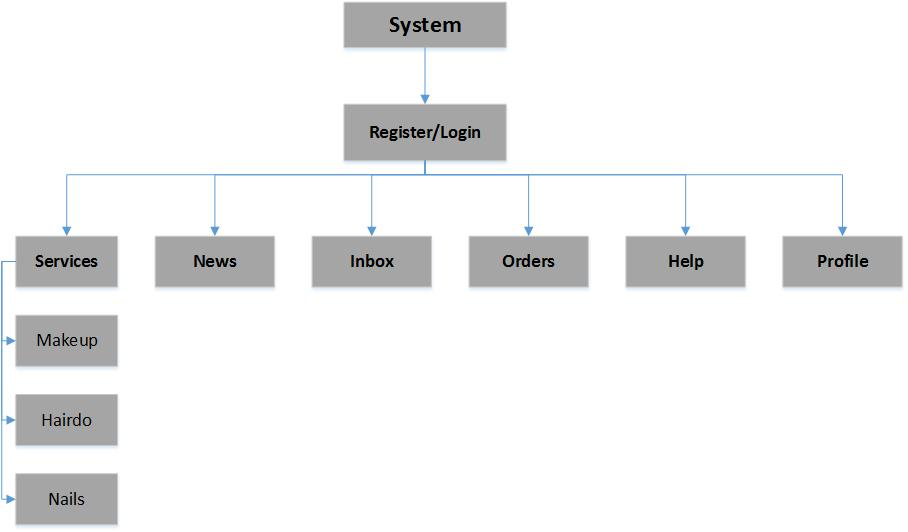 System
Register/Login
Services
News
Inbox
Orders
Help
Profile
Makeup
Hairdo
Nails